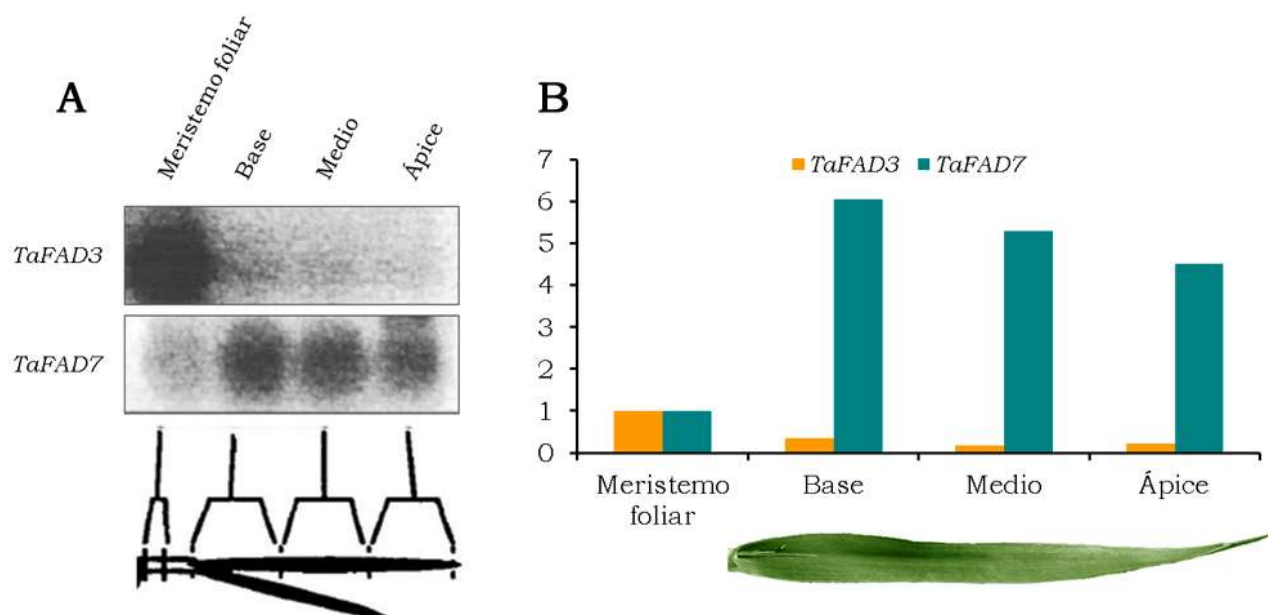 A
Meristemo foliar
Base
Medio
Ápice
TaFAD3
TaFAD7
B
7
6
5
4
3
2
1
0
TaFAD3
TaFAD7
Meristemo
foliar
Base
Medio
Ápice